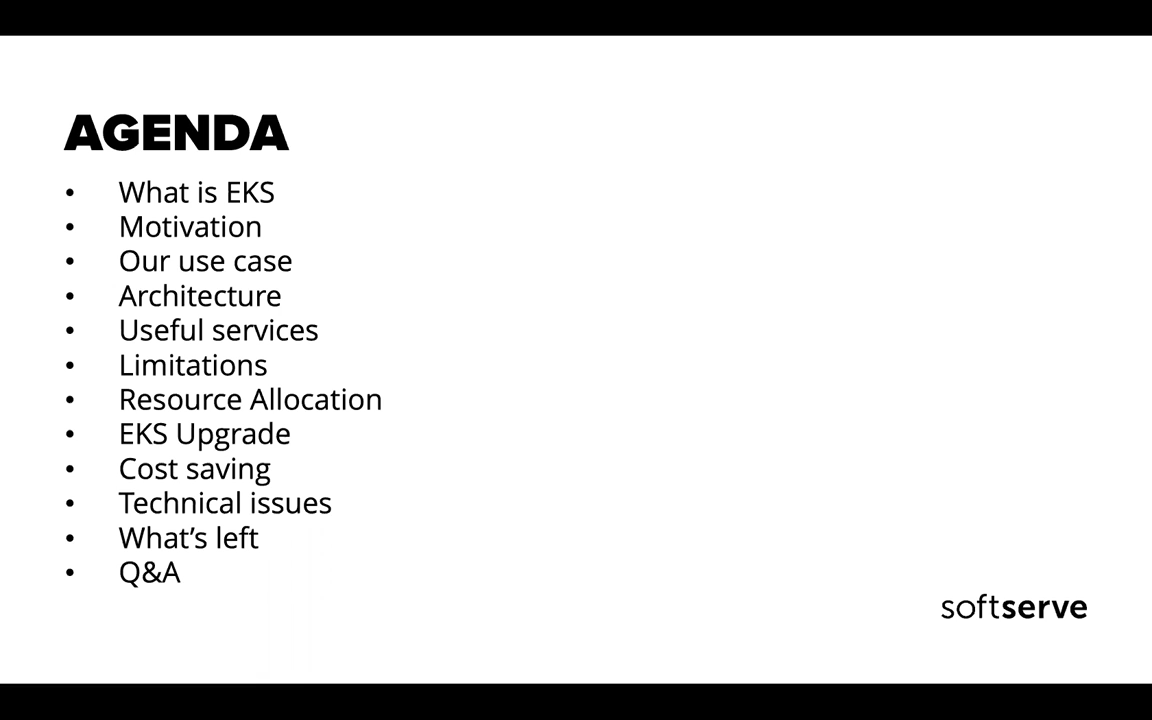 AGENDA
• What is EKS
• Motivation
• Our use case
• Architecture
• Useful services
• Limitations
• Resource Allocation
• EKS Upgrade
• Cost saving
• Technical issues
• What’s left
• Q&A
softserve